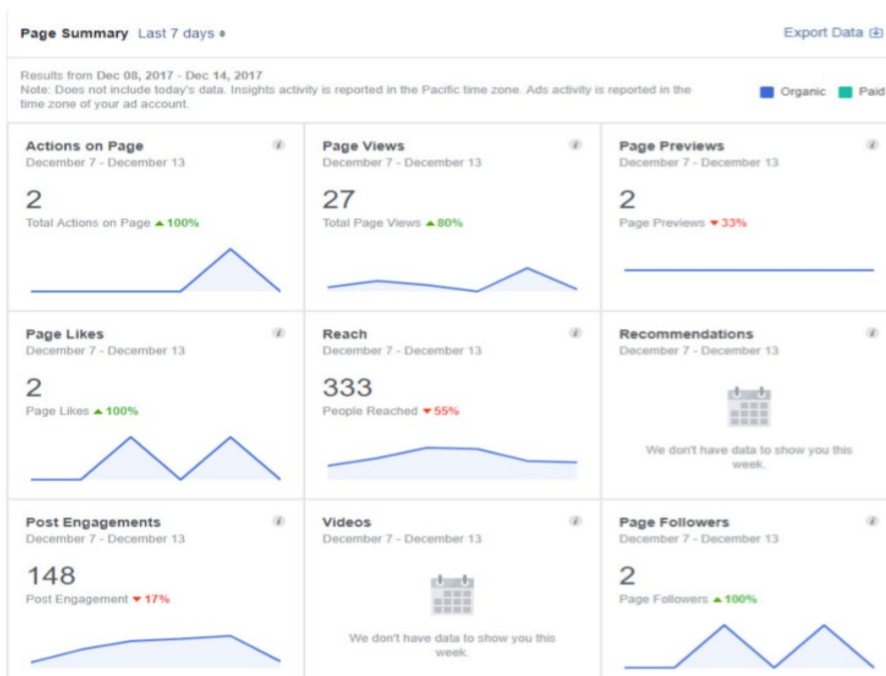 Page Summary Last 7 days
Export Data
Results from Dec 08, 2017 - Dec 14, 2017
Note: Does not include today's data. Insights activity is reported in the Pacific time zone. Ads activity is reported in the
time zone of your ad account.
Organic Paid
Actions on Page
December 7 - December 13
2
Total Actions on Page ▲ 100%
Page Views
December 7 - December 13
27
Total Page Views ▲ 80%
Page Previews
December 7 - December 13
2
Page Previews ▼ 33%
Page Likes
December 7 - December 13
2
Page Likes ▲ 100%
Reach
December 7 - December 13
333
People Reached ▼ 55%
Recommendations
December 7 - December 13
We don't have data to show you this
week.
Post Engagements
December 7 - December 13
148
Post Engagement ▼ 17%
Videos
December 7 - December 13
We don't have data to show you this
week.
Page Followers
December 7 - December 13
2
Page Followers ▲ 100%